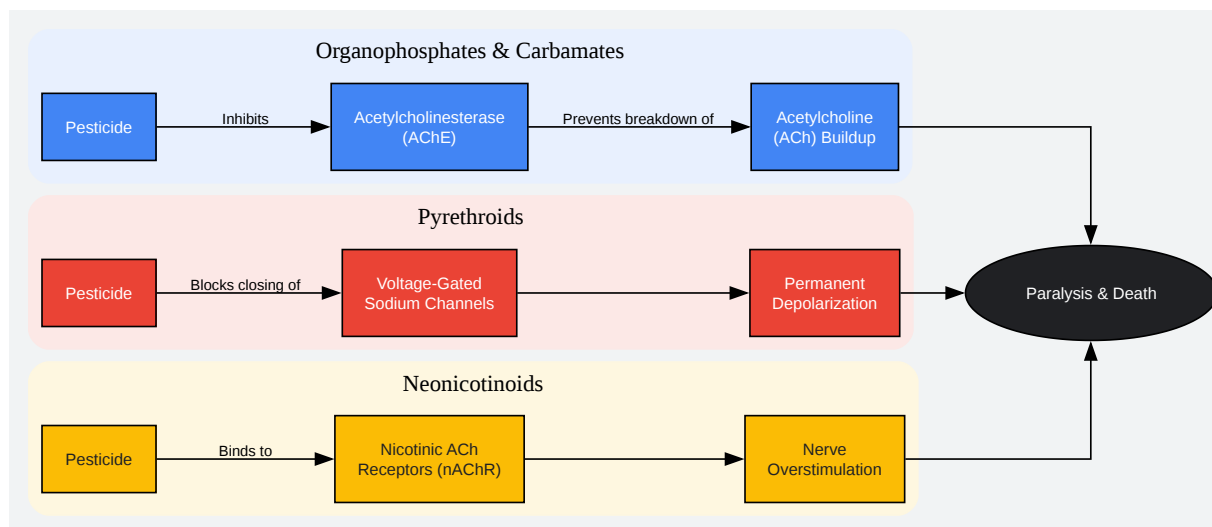 Organophosphates & Carbamates
Pesticide
Inhibits
Acetylcholinesterase
(AChE)
Prevents breakdown of
Acetylcholine
(ACh) Buildup
Pyrethroids
Pesticide
Blocks closing of
Voltage-Gated
Sodium Channels
Permanent
Depolarization
Paralysis & Death
Neonicotinoids
Pesticide
Binds to
Nicotinic ACh
Receptors (nAChR)
Nerve
Overstimulation